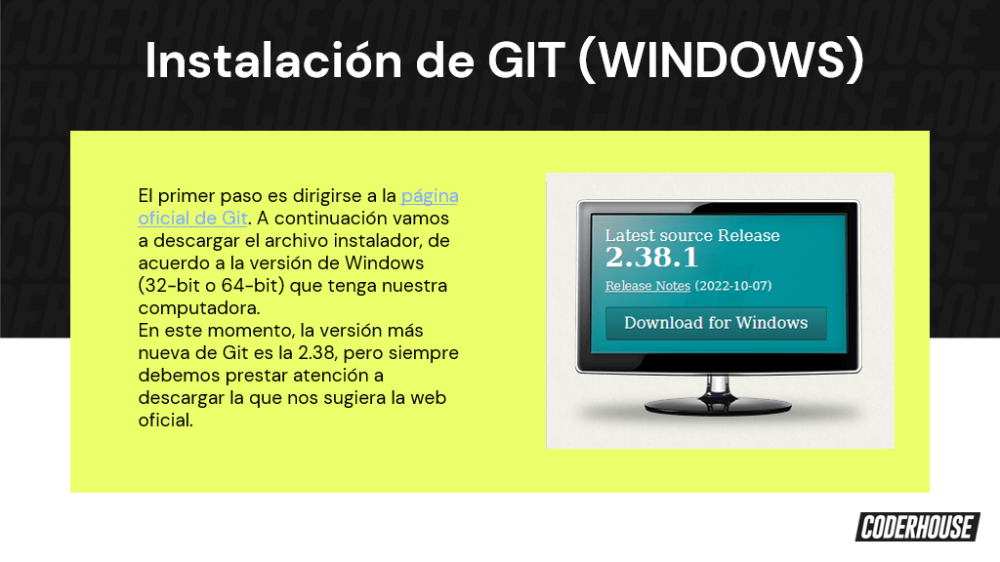 Instalación de GIT (WINDOWS)
El primer paso es dirigirse a la página
oficial de Git. A continuación vamos
a descargar el archivo instalador, de
acuerdo a la versión de Windows
(32-bit o 64-bit) que tenga nuestra
computadora.
En este momento, la versión más
nueva de Git es la 2.38, pero siempre
debemos prestar atención a
descargar la que nos sugiera la web
oficial.
Latest source Release
2.38.1
Release Notes (2022-10-07)
Download for Windows
CODERHOUSE